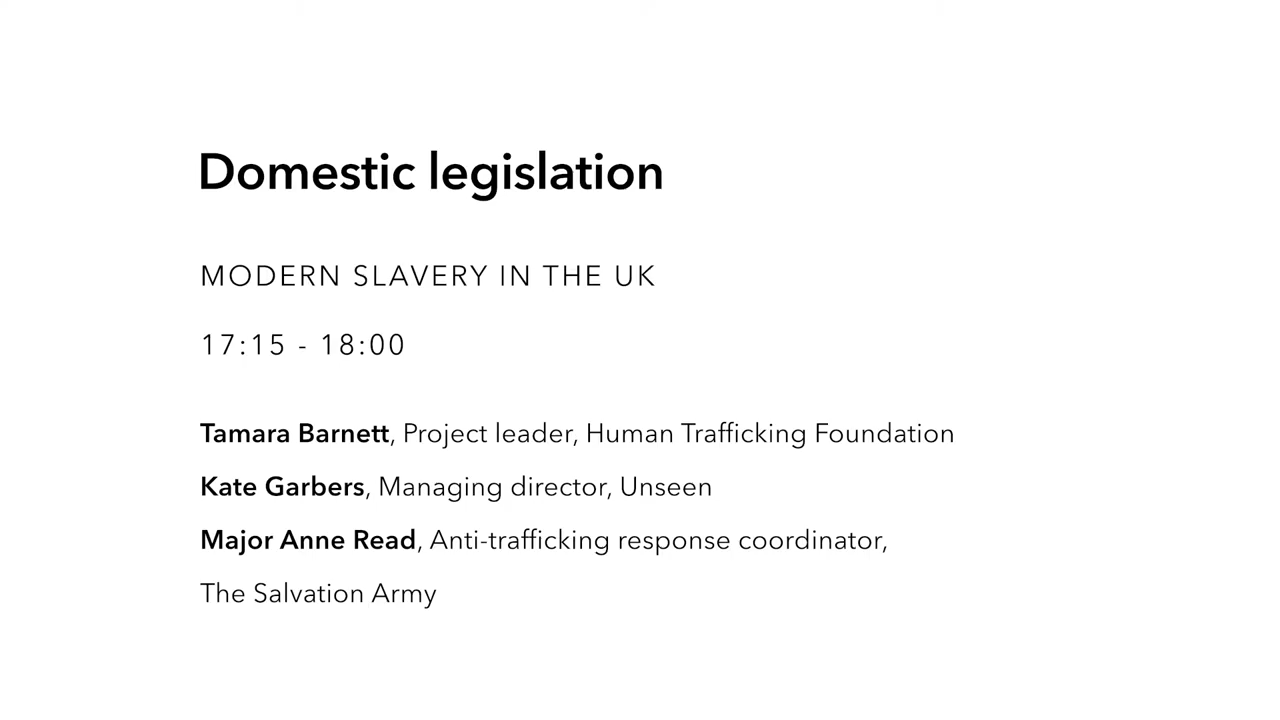 Domestic legislation
MODERN SLAVERY IN THE UK
17:15 - 18:00
Tamara Barnett, Project leader, Human Trafficking Foundation
Kate Garbers, Managing director, Unseen
Major Anne Read, Anti-trafficking response coordinator,
The Salvation Army